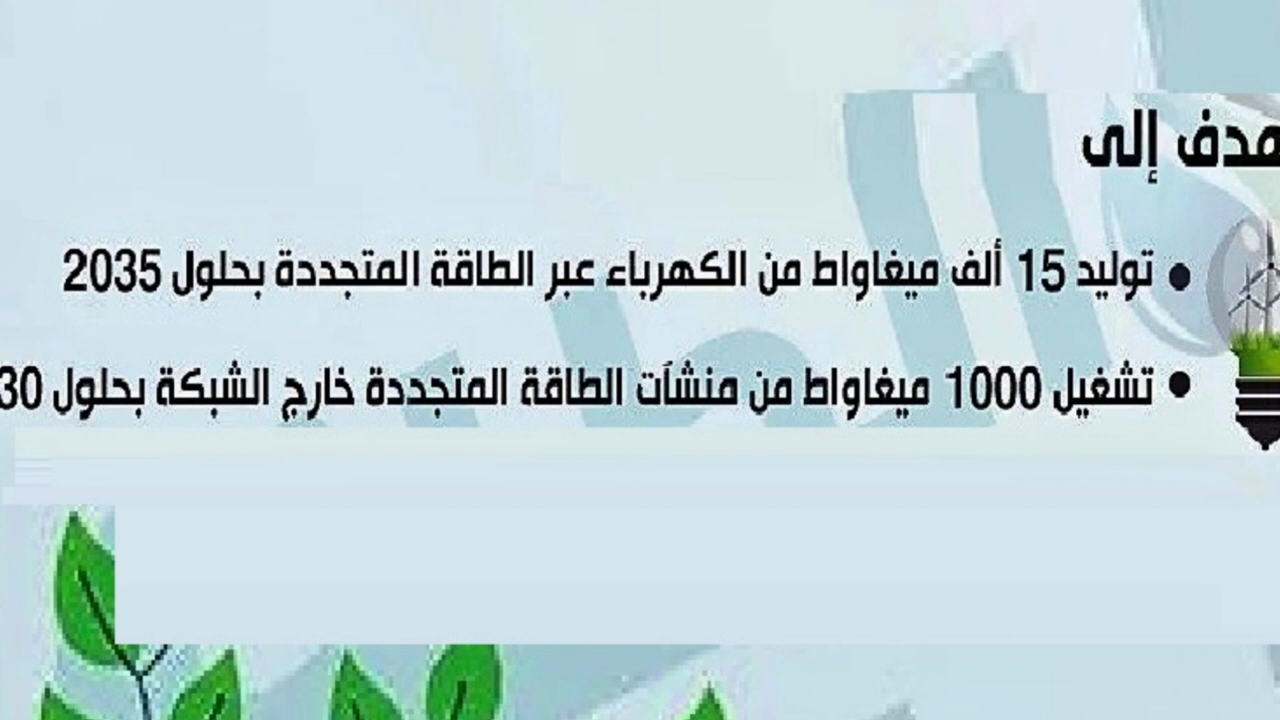 إلى
• توليد 15 ألف ميغاواط من الكهرباء عبر الطاقة المتجددة بحلول 2035
• تشغيل 1000 ميغاواط من منشآت الطاقة المتجددة خارج الشبكة بحلول